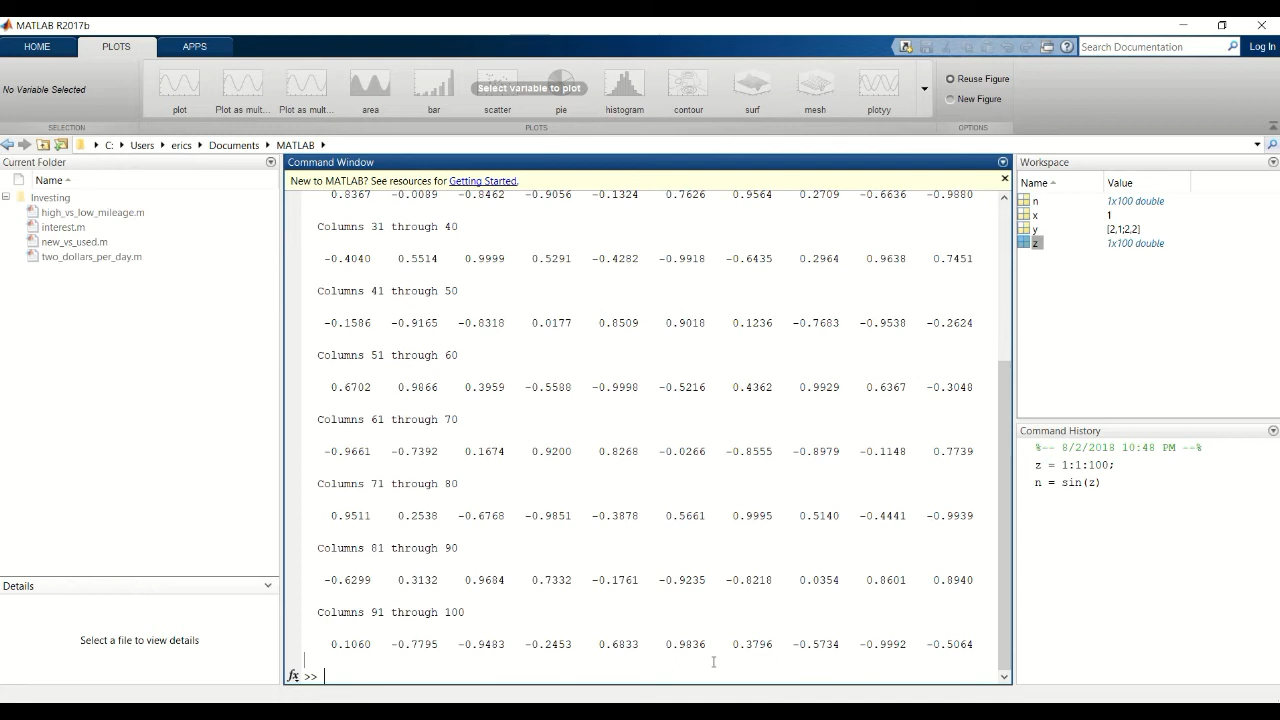 MATLAB R2017b
HOME PLOTS APPS Search Documentation Log In
No Variable Selected
plot Plot as mult... Plot as mult... area bar scatter pie histogram contour surf mesh plotyy
Select variable to plot
Reuse Figure
New Figure
SELECTION PLOTS OPTIONS
C: Users erics Documents MATLAB
Current Folder
Name
Investing
high_vs_low_mileage.m
interest.m
new_vs_used.m
two_dollars_per_day.m
Details
Select a file to view details
Command Window
New to MATLAB? See resources for Getting Started.
0.8367 -0.0089 -0.8462 -0.9056 -0.1324 0.7626 0.9564 0.2709 -0.6636 -0.9880
Columns 31 through 40
-0.4040 0.5514 0.9999 0.5291 -0.4282 -0.9918 -0.6435 0.2964 0.9638 0.7451
Columns 41 through 50
-0.1586 -0.9165 -0.8318 0.0177 0.8509 0.9018 0.1236 -0.7683 -0.9538 -0.2624
Columns 51 through 60
0.6702 0.9866 0.3959 -0.5588 -0.9998 -0.5216 0.4362 0.9929 0.6367 -0.3048
Columns 61 through 70
-0.9661 -0.7392 0.1674 0.9200 0.8268 -0.0266 -0.8555 -0.8979 -0.1148 0.7739
Columns 71 through 80
0.9511 0.2538 -0.6768 -0.9851 -0.3878 0.5661 0.9995 0.5140 -0.4441 -0.9939
Columns 81 through 90
-0.6299 0.3132 0.9684 0.7332 -0.1761 -0.9235 -0.8218 0.0354 0.8601 0.8940
Columns 91 through 100
0.1060 -0.7795 -0.9483 -0.2453 0.6833 0.9836 0.3796 -0.5734 -0.9992 -0.5064
fx >>
Workspace
Name Value
n 1x100 double
x 1
y [2,1;2,2]
z 1x100 double
Command History
%-- 8/2/2018 10:48 PM --%
z = 1:1:100;
n = sin(z)